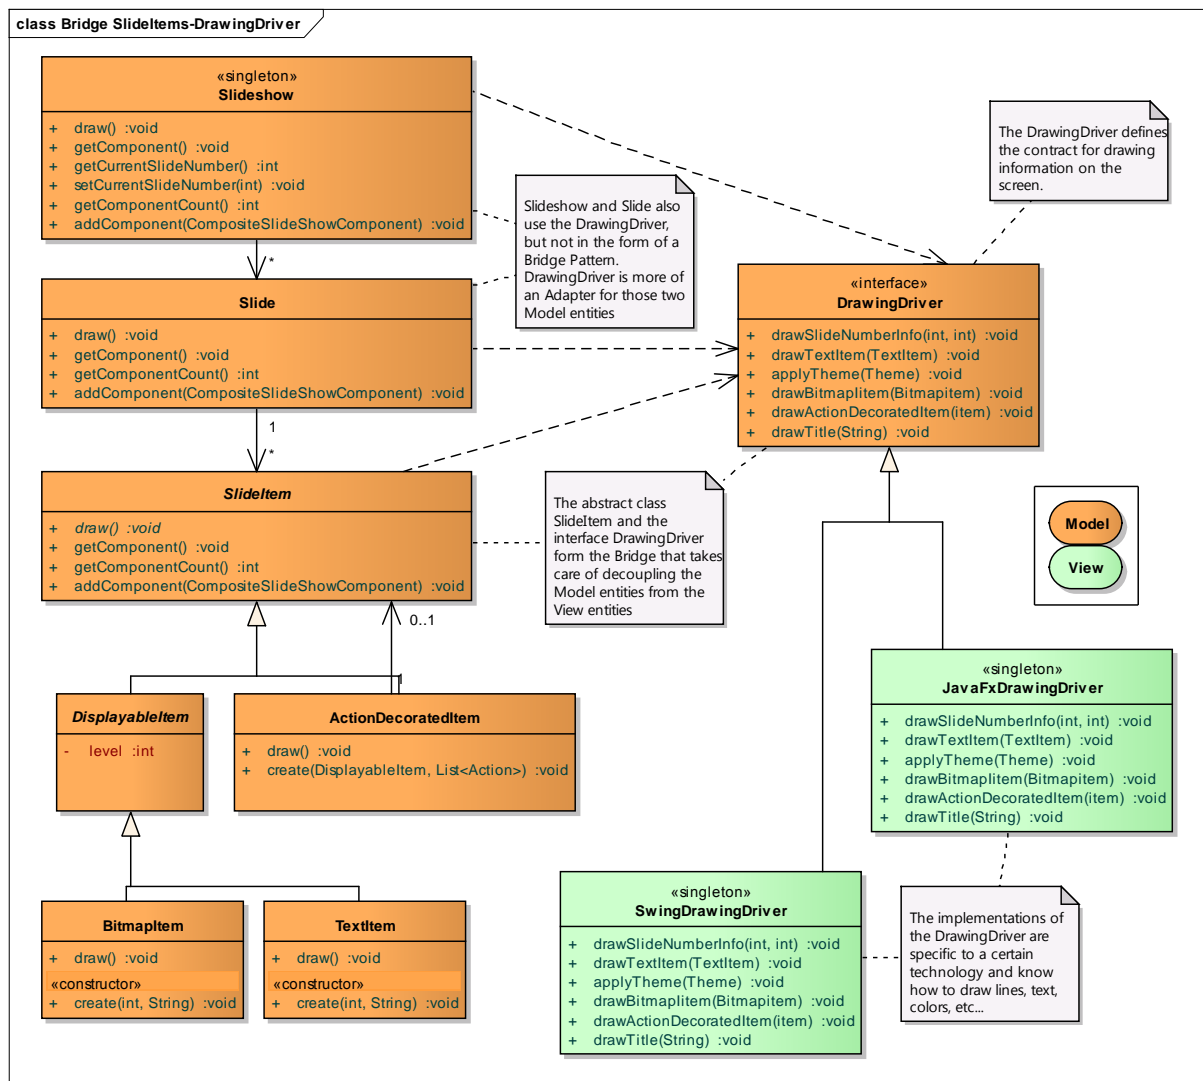 class Bridge SlideItems-DrawingDriver
«singleton»
Slideshow
+ draw() :void
+ getComponent() :void
+ getCurrentSlideNumber() :int
+ setCurrentSlideNumber(int) :void
+ getComponentCount() :int
+ addComponent(CompositeSlideShowComponent) :void
*
Slide
+ draw() :void
+ getComponent() :void
+ getComponentCount() :int
+ addComponent(CompositeSlideShowComponent) :void
1
*
SlideItem
+ draw() :void
+ getComponent() :void
+ getComponentCount() :int
+ addComponent(CompositeSlideShowComponent) :void
0..1
1
DisplayableItem
- level :int
ActionDecoratedItem
+ draw() :void
+ create(DisplayableItem, List<Action>) :void
BitmapItem
+ draw() :void
«constructor»
+ create(int, String) :void
TextItem
+ draw() :void
«constructor»
+ create(int, String) :void
Slideshow and Slide also
use the DrawingDriver,
but not in the form of a
Bridge Pattern.
DrawingDriver is more of
an Adapter for those two
Model entities
The DrawingDriver defines
the contract for drawing
information on the
screen.
«interface»
DrawingDriver
+ drawSlideNumberInfo(int, int) :void
+ drawTextItem(TextItem) :void
+ applyTheme(Theme) :void
+ drawBitmapIitem(Bitmapitem) :void
+ drawActionDecoratedItem(item) :void
+ drawTitle(String) :void
The abstract class
SlideItem and the
interface DrawingDriver
form the Bridge that takes
care of decoupling the
Model entities from the
View entities
Model
View
«singleton»
JavaFxDrawingDriver
+ drawSlideNumberInfo(int, int) :void
+ drawTextItem(TextItem) :void
+ applyTheme(Theme) :void
+ drawBitmapIitem(Bitmapitem) :void
+ drawActionDecoratedItem(item) :void
+ drawTitle(String) :void
«singleton»
SwingDrawingDriver
+ drawSlideNumberInfo(int, int) :void
+ drawTextItem(TextItem) :void
+ applyTheme(Theme) :void
+ drawBitmapIitem(Bitmapitem) :void
+ drawActionDecoratedItem(item) :void
+ drawTitle(String) :void
The implementations of
the DrawingDriver are
specific to a certain
technology and know
how to draw lines, text,
colors, etc...